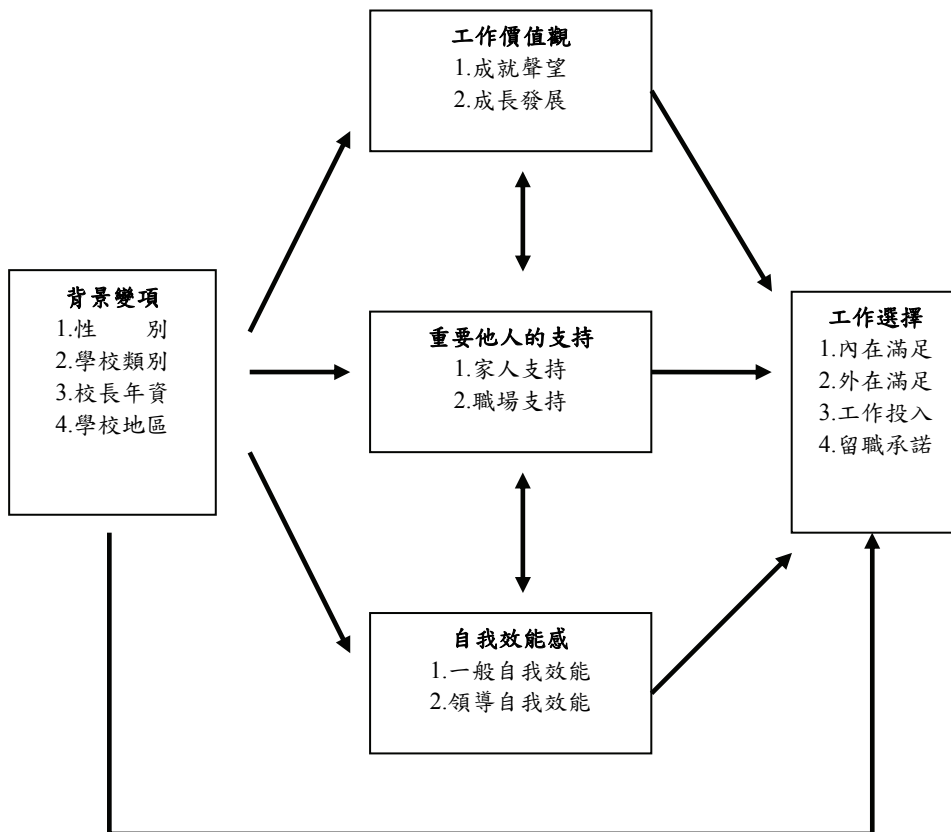 工作價值觀
1.成就聲望
2.成長發展
背景變項
1.性 別
2.學校類別
3.校長年資
4.學校地區
重要他人的支持
1.家人支持
2.職場支持
工作選擇
1.內在滿足
2.外在滿足
3.工作投入
4.留職承諾
自我效能感
1.一般自我效能
2.領導自我效能